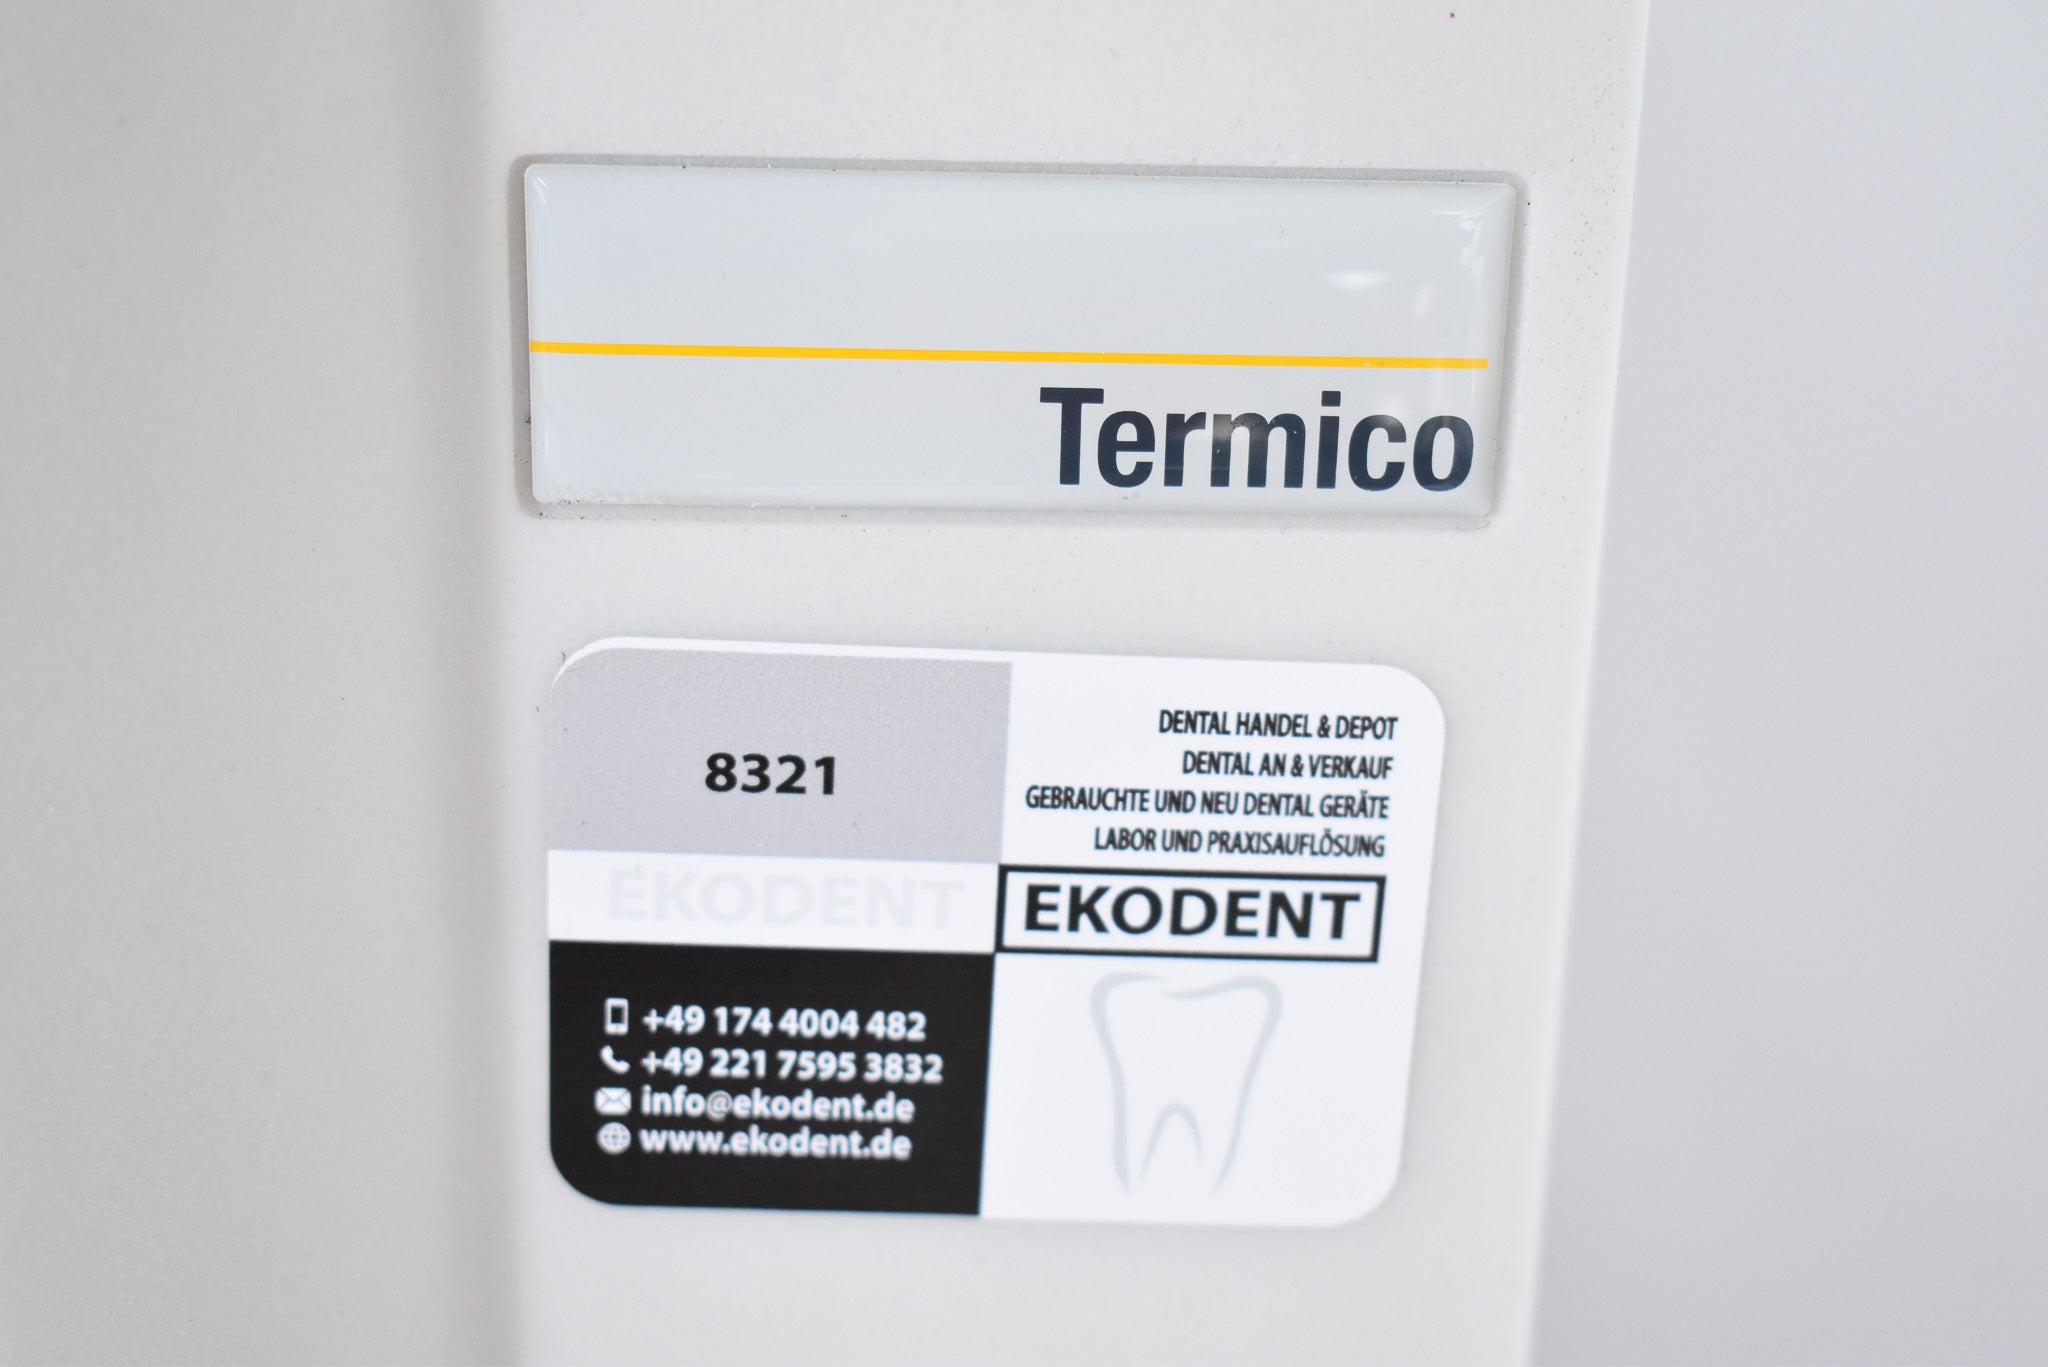 Termico
8321
DENTAL HANDEL & DEPOT
DENTAL AN & VERKAUF
GEBRAUCHTE UND NEU DENTAL GERÄTE
LABOR UND PRAXISAUFLÖSUNG
EKODENT
EKODENT
+49 174 4004 482
+49 221 7595 3832
info@ekodent.de
www.ekodent.de